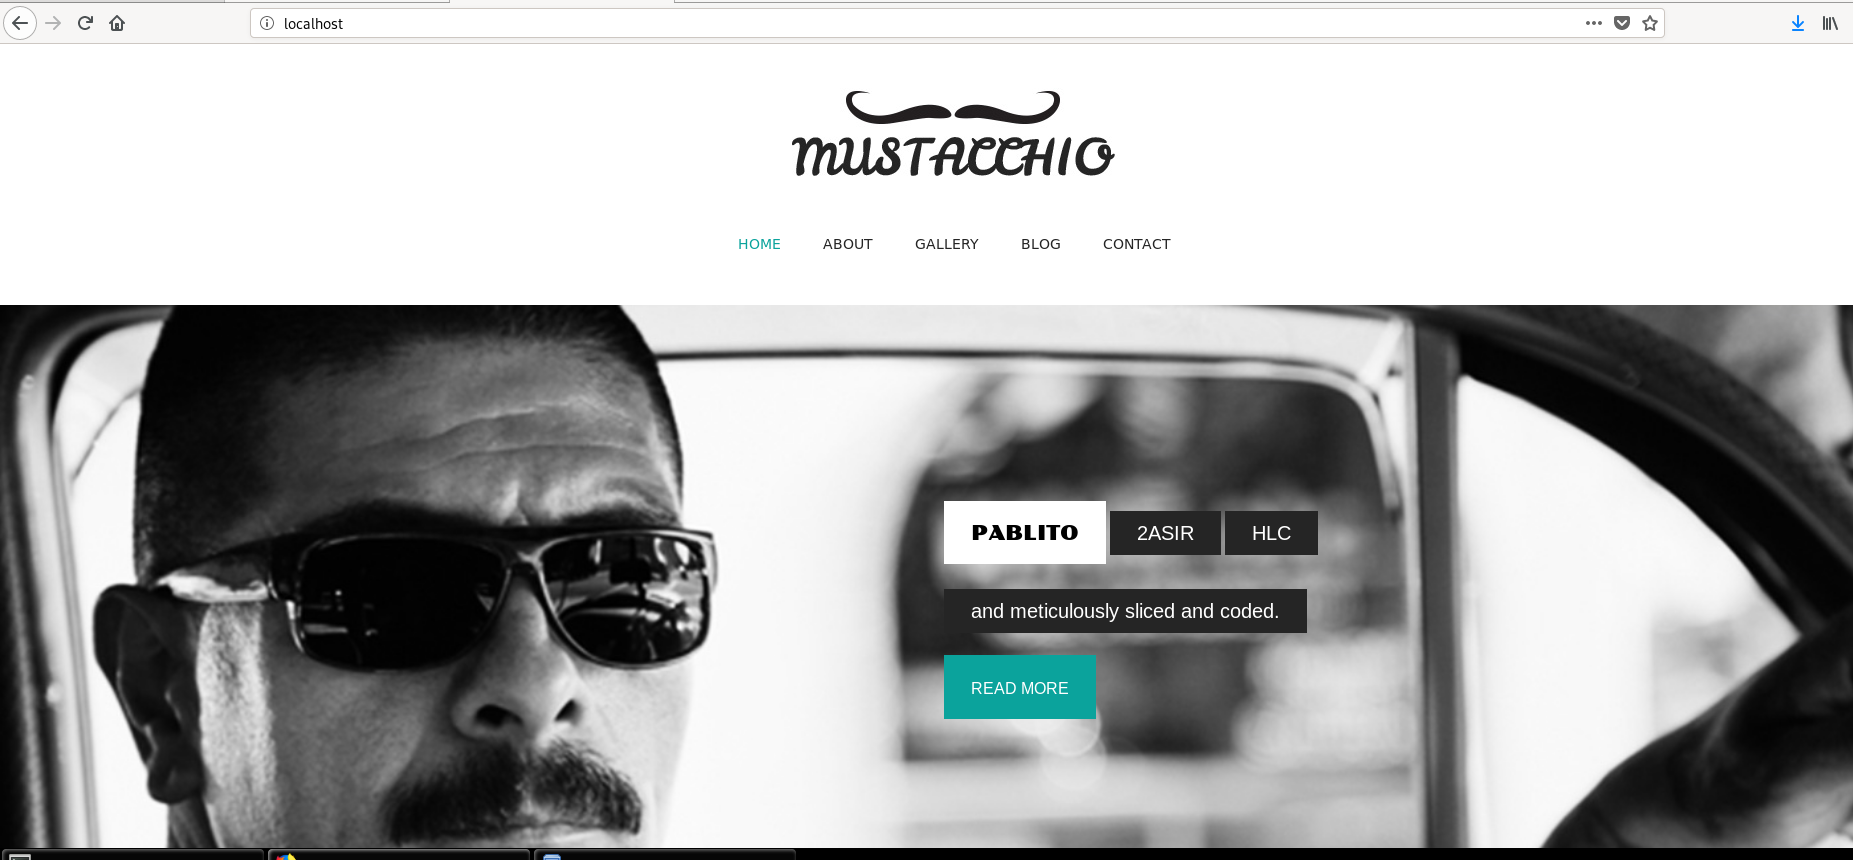 localhost
MUSTACCHIO
HOME ABOUT GALLERY BLOG CONTACT
PABLITO 2ASIR HLC
and meticulously sliced and coded.
READ MORE